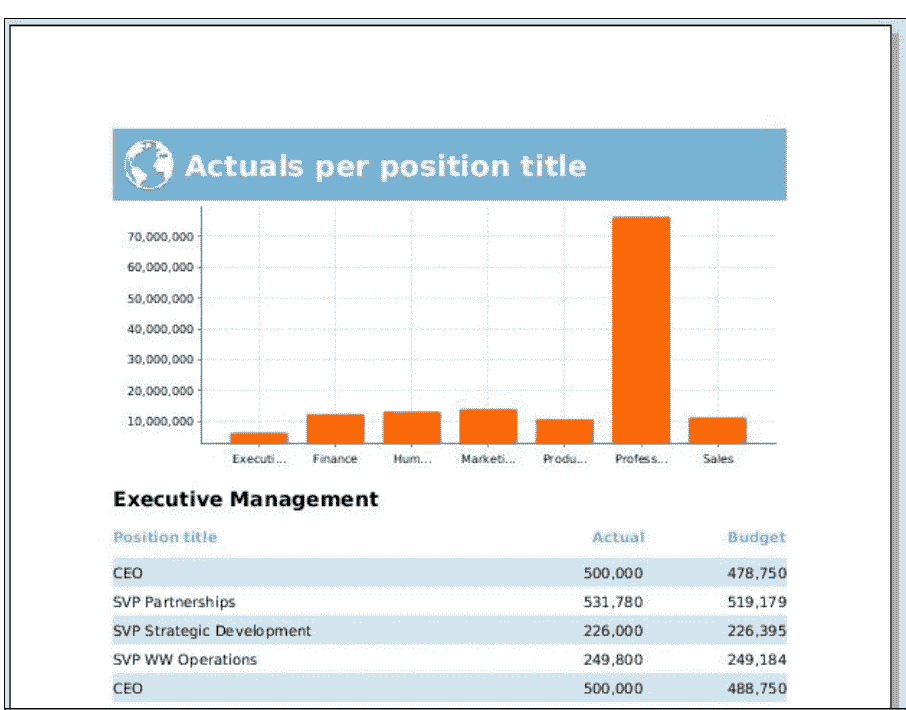 Actuals per position title
70,000,000
60,000,000
50,000,000
40,000,000
30,000,000
20,000,000
10,000,000
Executi... Finance Hum... Marketi... Produ... Profess... Sales
Executive Management
Position title Actual Budget
CEO 500,000 478,750
SVP Partnerships 531,780 519,179
SVP Strategic Development 226,000 226,395
SVP WW Operations 249,800 249,184
CEO 500,000 488,750